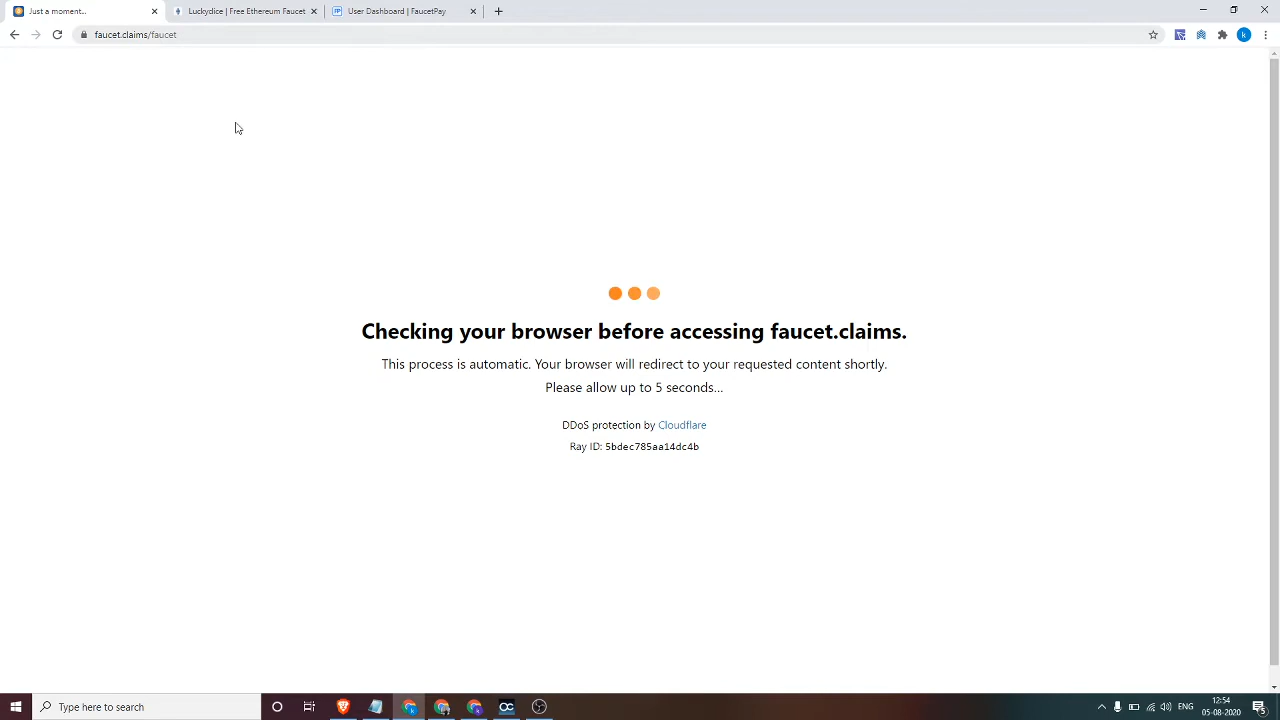 Just a moment...
Luckydice | Free Ethereum Faucet
User Dashboard | FaucetPay
faucet.claims/faucet
k
Checking your browser before accessing faucet.claims.
This process is automatic. Your browser will redirect to your requested content shortly.
Please allow up to 5 seconds...
DDoS protection by Cloudflare
Ray ID: 5bdec785aa14dc4b
Type here to search
ENG
12:54
05-08-2020